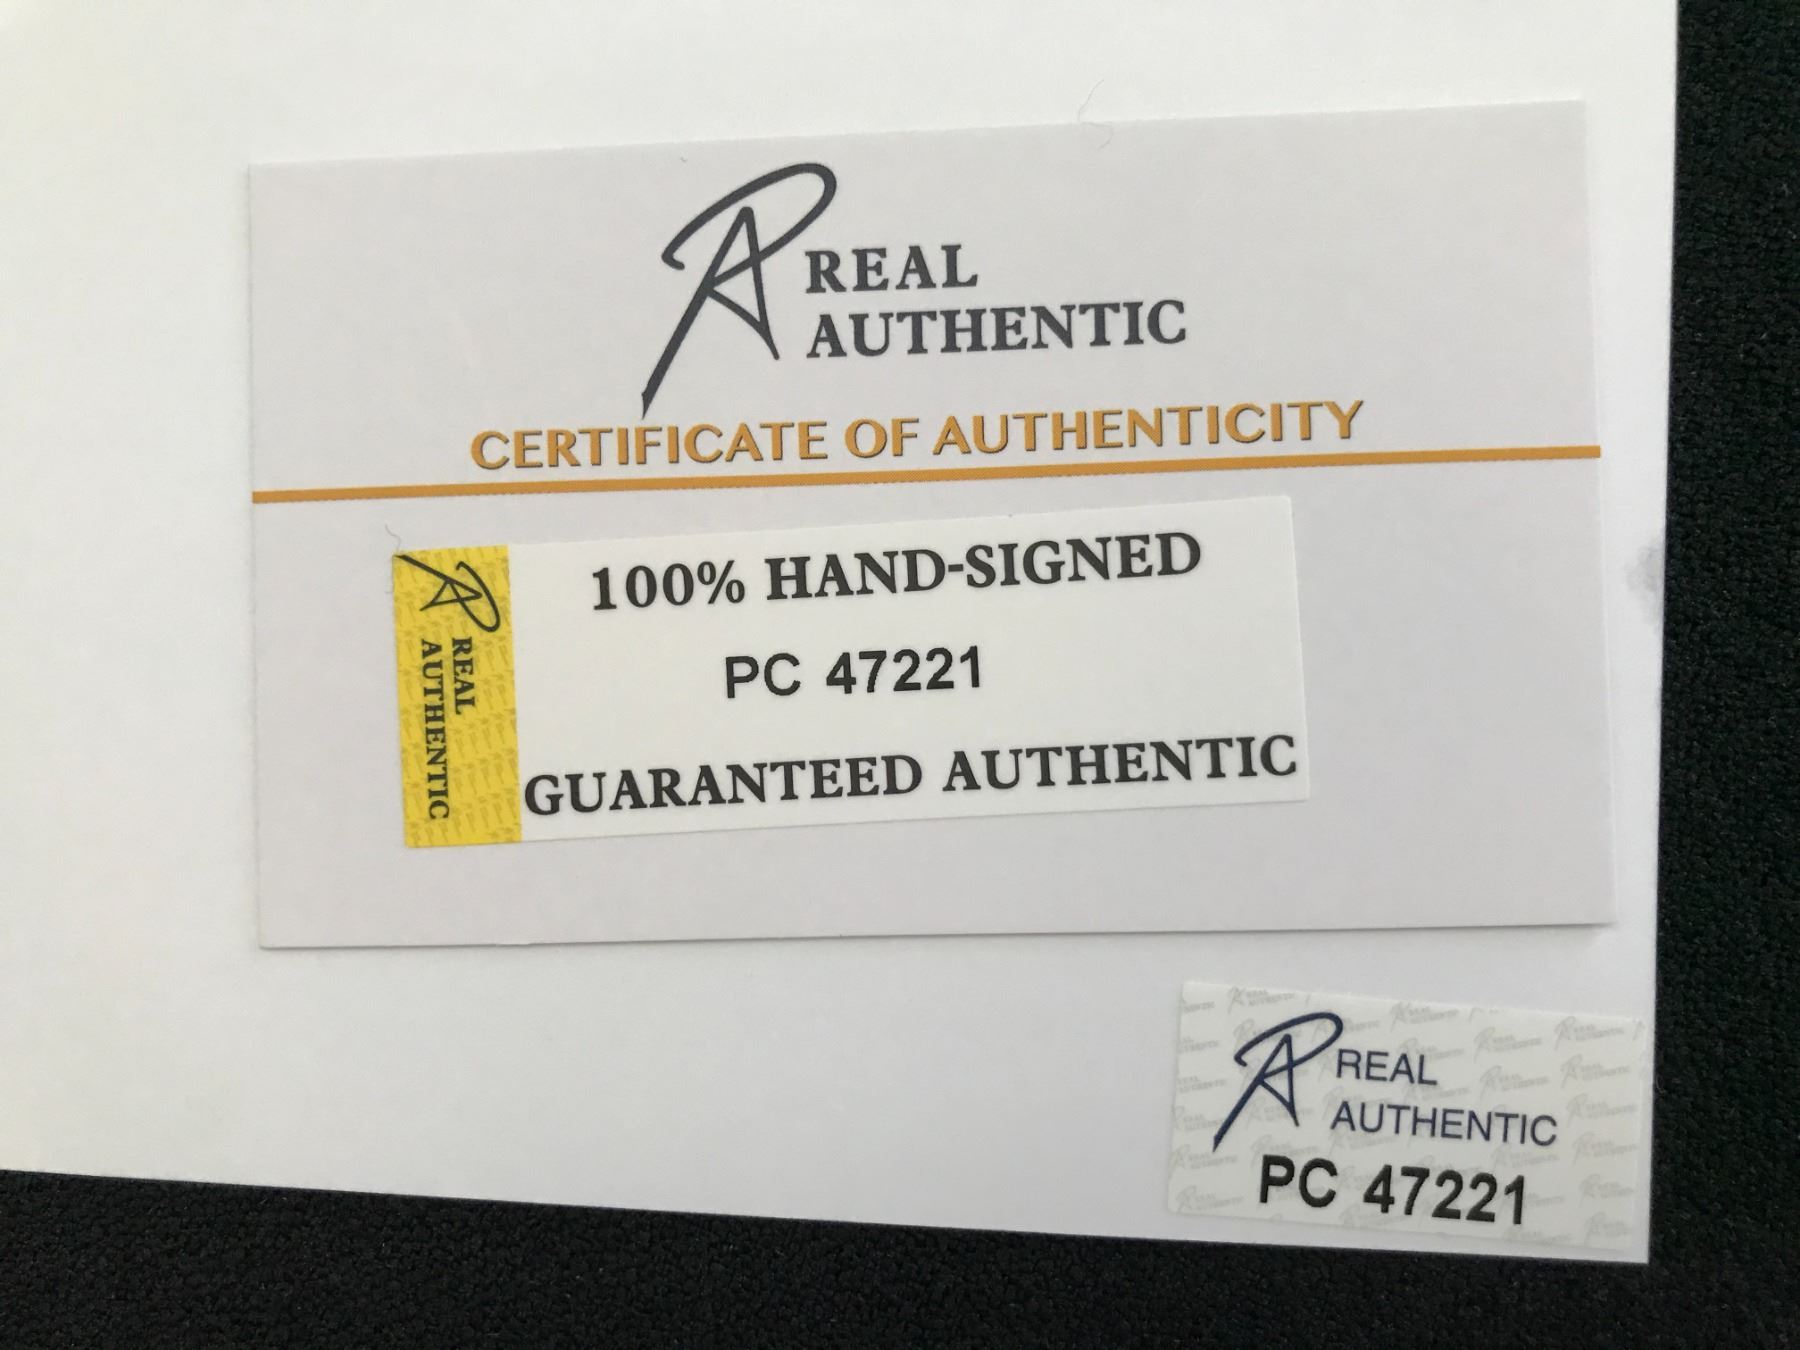 REAL
AUTHENTIC
CERTIFICATE OF AUTHENTICITY
REAL
AUTHENTIC
100% HAND-SIGNED
PC 47221
GUARANTEED AUTHENTIC
REAL
AUTHENTIC
PC 47221